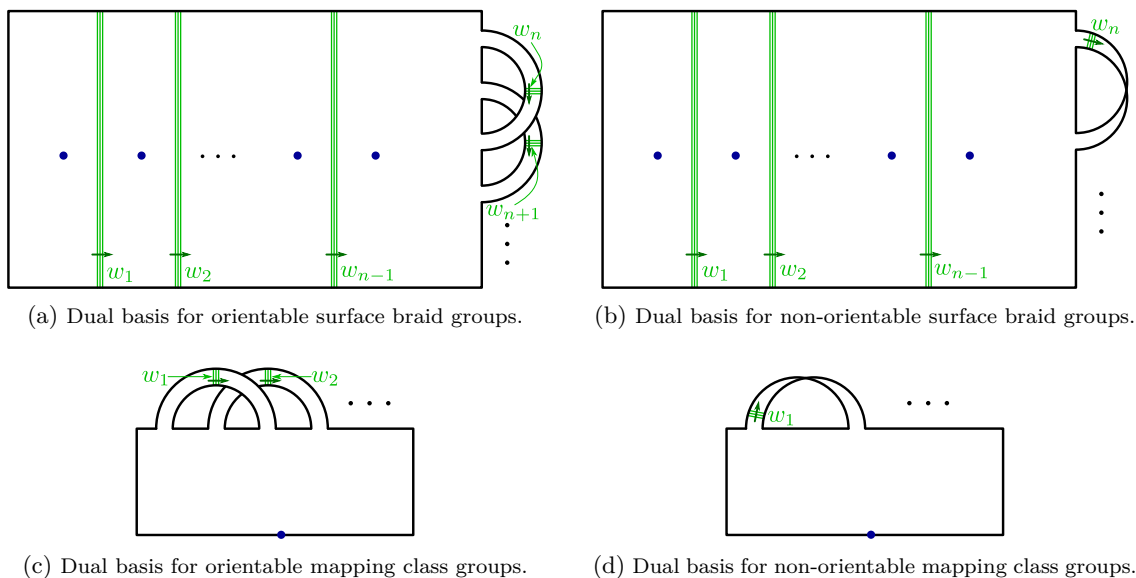 w_n
w_{n+1}
w_1 w_2 ... w_{n-1}
w_n
w_1 w_2 ... w_{n-1}
(a) Dual basis for orientable surface braid groups.
(b) Dual basis for non-orientable surface braid groups.
w_1 w_2
w_1
(c) Dual basis for orientable mapping class groups.
(d) Dual basis for non-orientable mapping class groups.